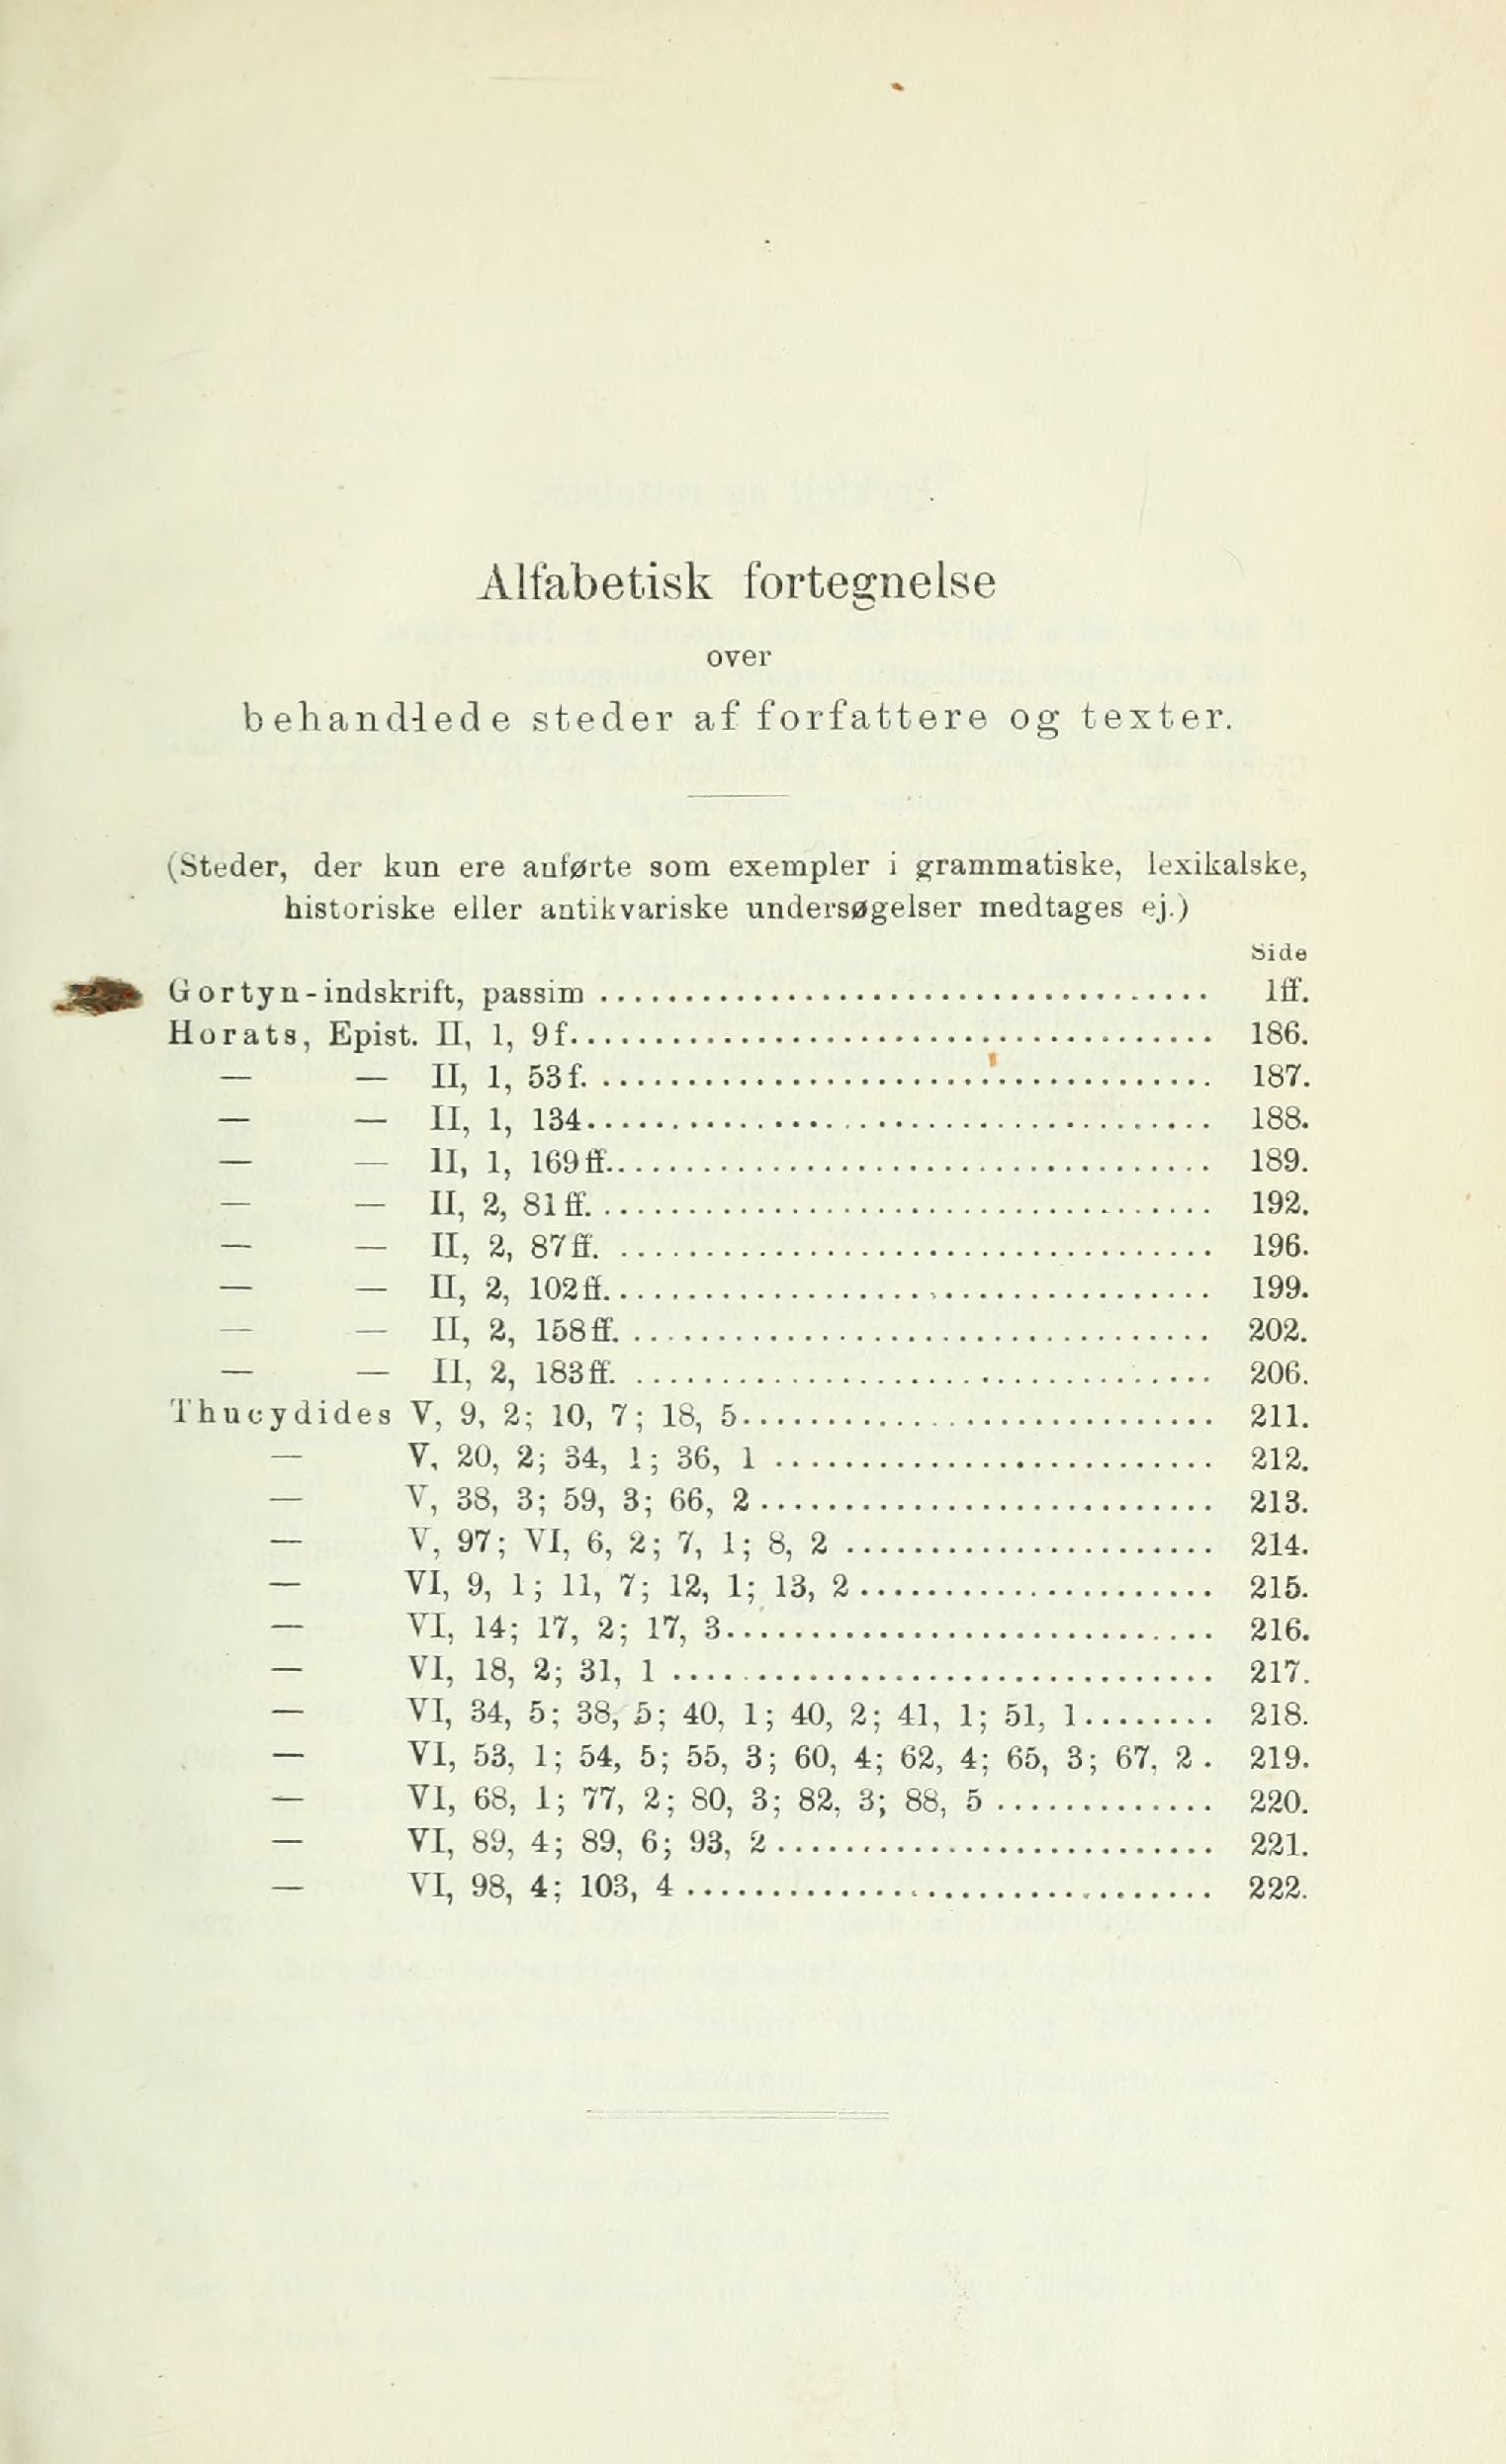 Alfabetisk fortegnelse
over
behandlede steder af forfattere og texter.
(Steder, der kun ere anførte som exempler i grammatiske, lexikalske,
historiske eller antikvariske undersøgelser medtages ej.)
Side
Gortyn-indskrift, passim ........................................ 1ff.
Horats, Epist. II, 1, 9f........................................ 186.
— — II, 1, 53f. ........................................ 187.
— — II, 1, 134........................................ 188.
— — II, 1, 169ff........................................ 189.
— — II, 2, 81ff. ........................................ 192.
— — II, 2, 87ff. ........................................ 196.
— — II, 2, 102ff........................................ 199.
— — II, 2, 158ff. ........................................ 202.
— — II, 2, 183ff. ........................................ 206.
Thucydides V, 9, 2; 10, 7; 18, 5.............................. 211.
— V, 20, 2; 34, 1; 36, 1 .............................. 212.
— V, 38, 3; 59, 3; 66, 2.............................. 213.
— V, 97; VI, 6, 2; 7, 1; 8, 2 ...................... 214.
— VI, 9, 1; 11, 7; 12, 1; 13, 2..................... 215.
— VI, 14; 17, 2; 17, 3.............................. 216.
— VI, 18, 2; 31, 1 ................................ 217.
— VI, 34, 5; 38, 5; 40, 1; 40, 2; 41, 1; 51, 1........ 218.
— VI, 53, 1; 54, 5; 55, 3; 60, 4; 62, 4; 65, 3; 67, 2 . 219.
— VI, 68, 1; 77, 2; 80, 3; 82, 3; 88, 5 ............. 220.
— VI, 89, 4; 89, 6; 93, 2.......................... 221.
— VI, 98, 4; 103, 4 ................................ 222.